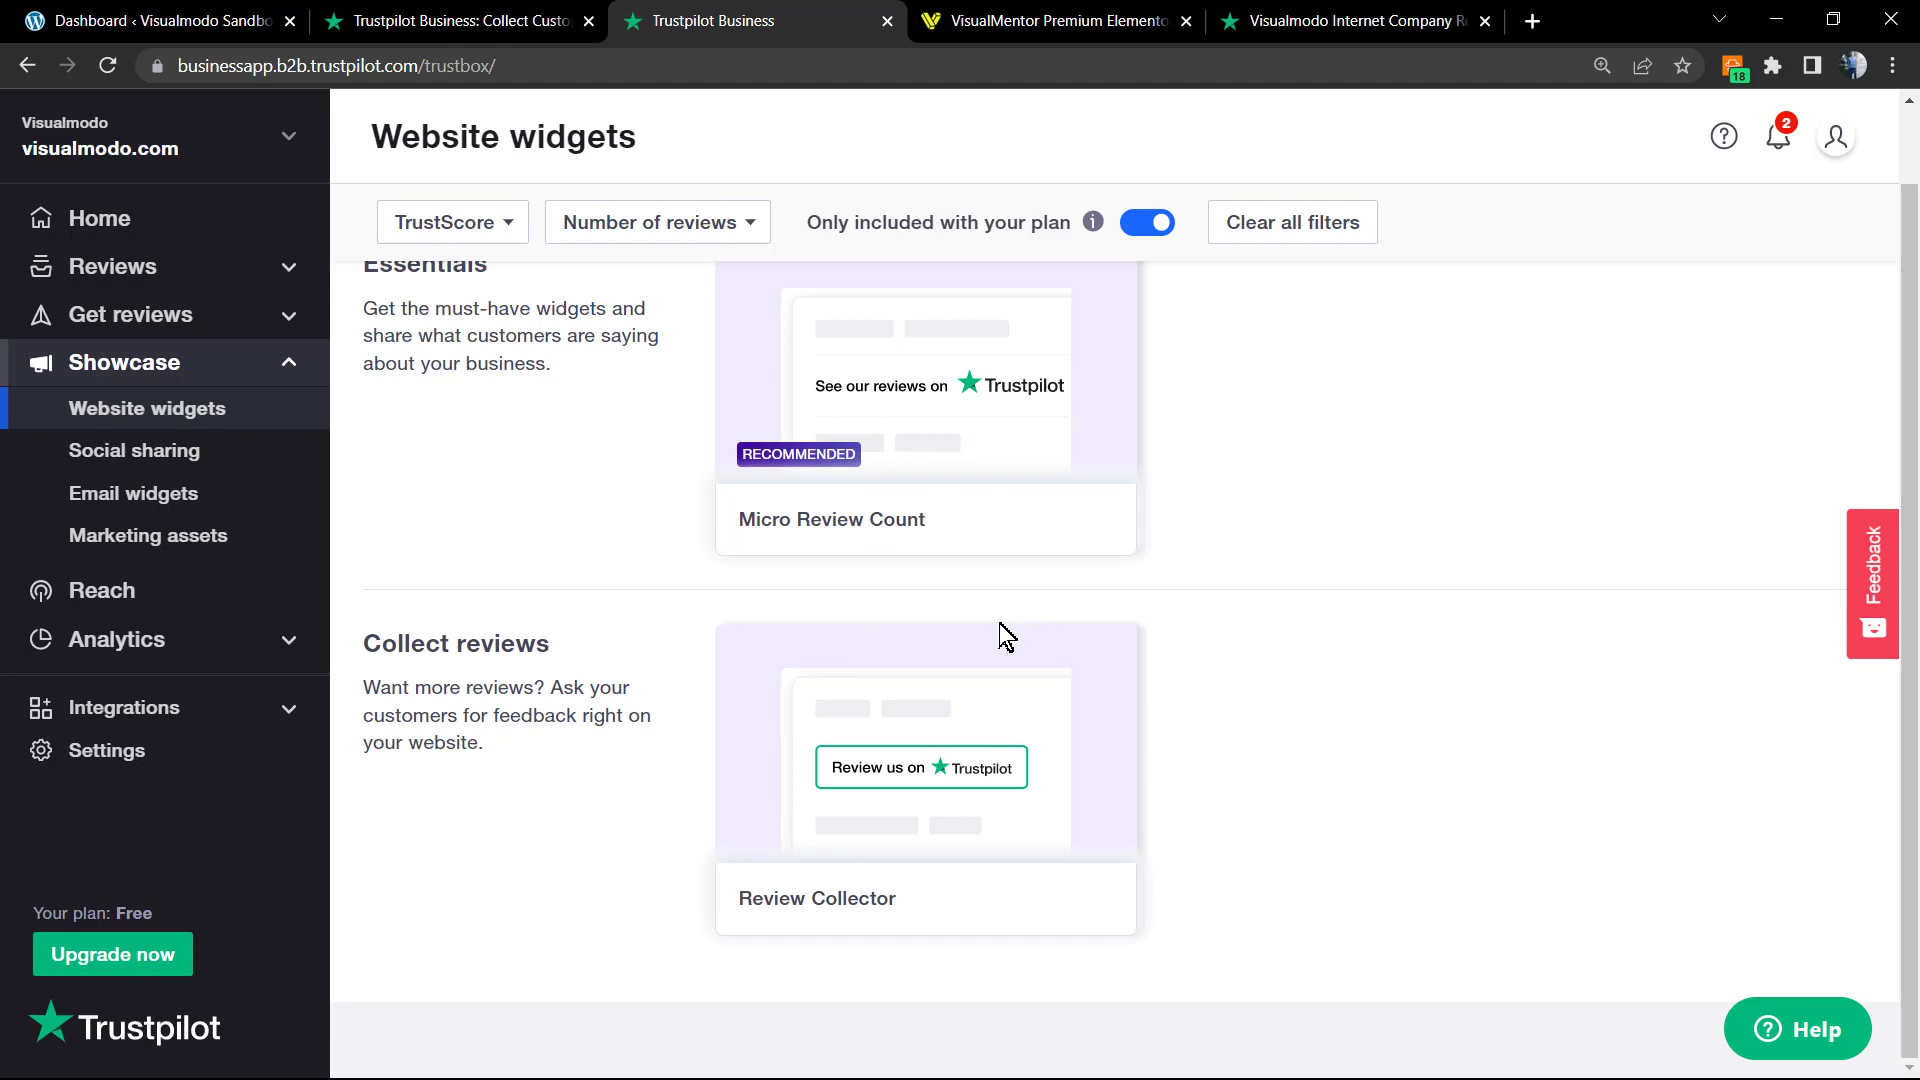 Dashboard ‹ Visualmodo Sandbo
Trustpilot Business: Collect Custo
Trustpilot Business
VisualMentor Premium Elemento
Visualmodo Internet Company R
businessapp.b2b.trustpilot.com/trustbox/
18
Visualmodo
visualmodo.com
Home
Reviews
Get reviews
Showcase
Website widgets
Social sharing
Email widgets
Marketing assets
Reach
Analytics
Integrations
Settings
Your plan: Free
Upgrade now
Trustpilot
Website widgets
2
TrustScore
Number of reviews
Only included with your plan
Clear all filters
Essentials
Get the must-have widgets and
share what customers are saying
about your business.
See our reviews on Trustpilot
RECOMMENDED
Micro Review Count
Collect reviews
Want more reviews? Ask your
customers for feedback right on
your website.
Review us on Trustpilot
Review Collector
Feedback
Help